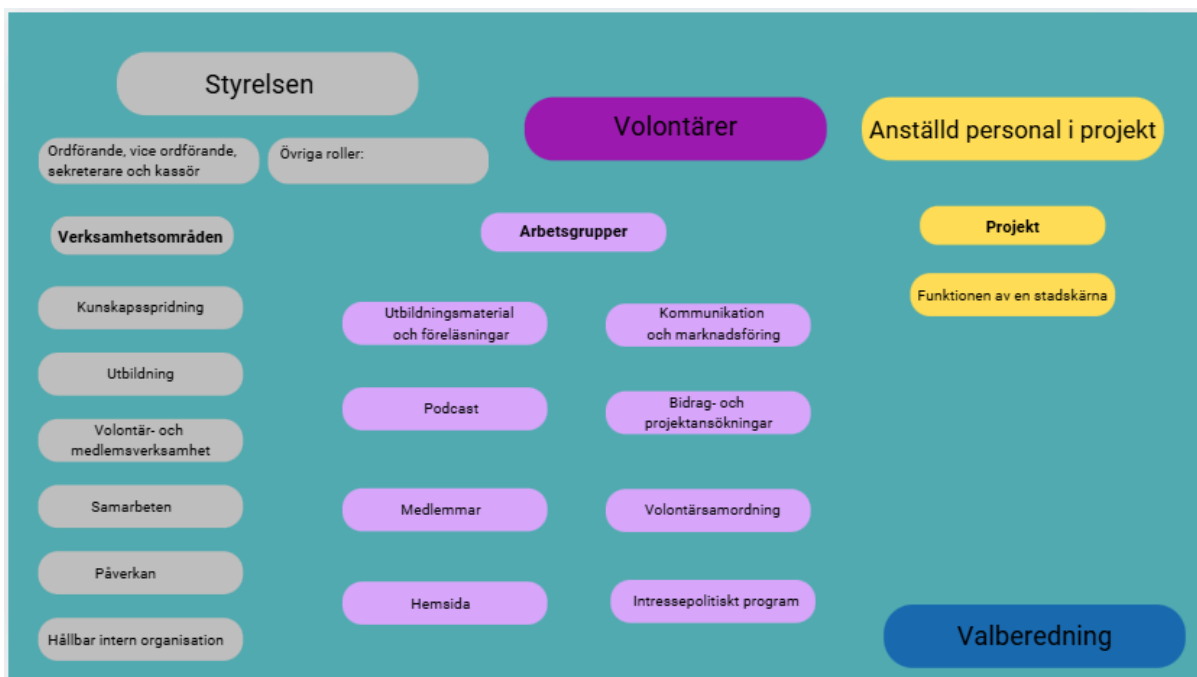 Styrelsen
Ordförande, vice ordförande,
sekreterare och kassör
Övriga roller:
Verksamhetsområden
Kunskapsspridning
Utbildning
Volontär- och
medlemsverksamhet
Samarbeten
Påverkan
Hållbar intern organisation
Volontärer
Arbetsgrupper
Utbildningsmaterial
och föreläsningar
Kommunikation
och marknadsföring
Podcast
Bidrag- och
projektansökningar
Medlemmar
Volontärsamordning
Hemsida
Intressepolitiskt program
Anställd personal i projekt
Projekt
Funktionen av en stadskärna
Valberedning